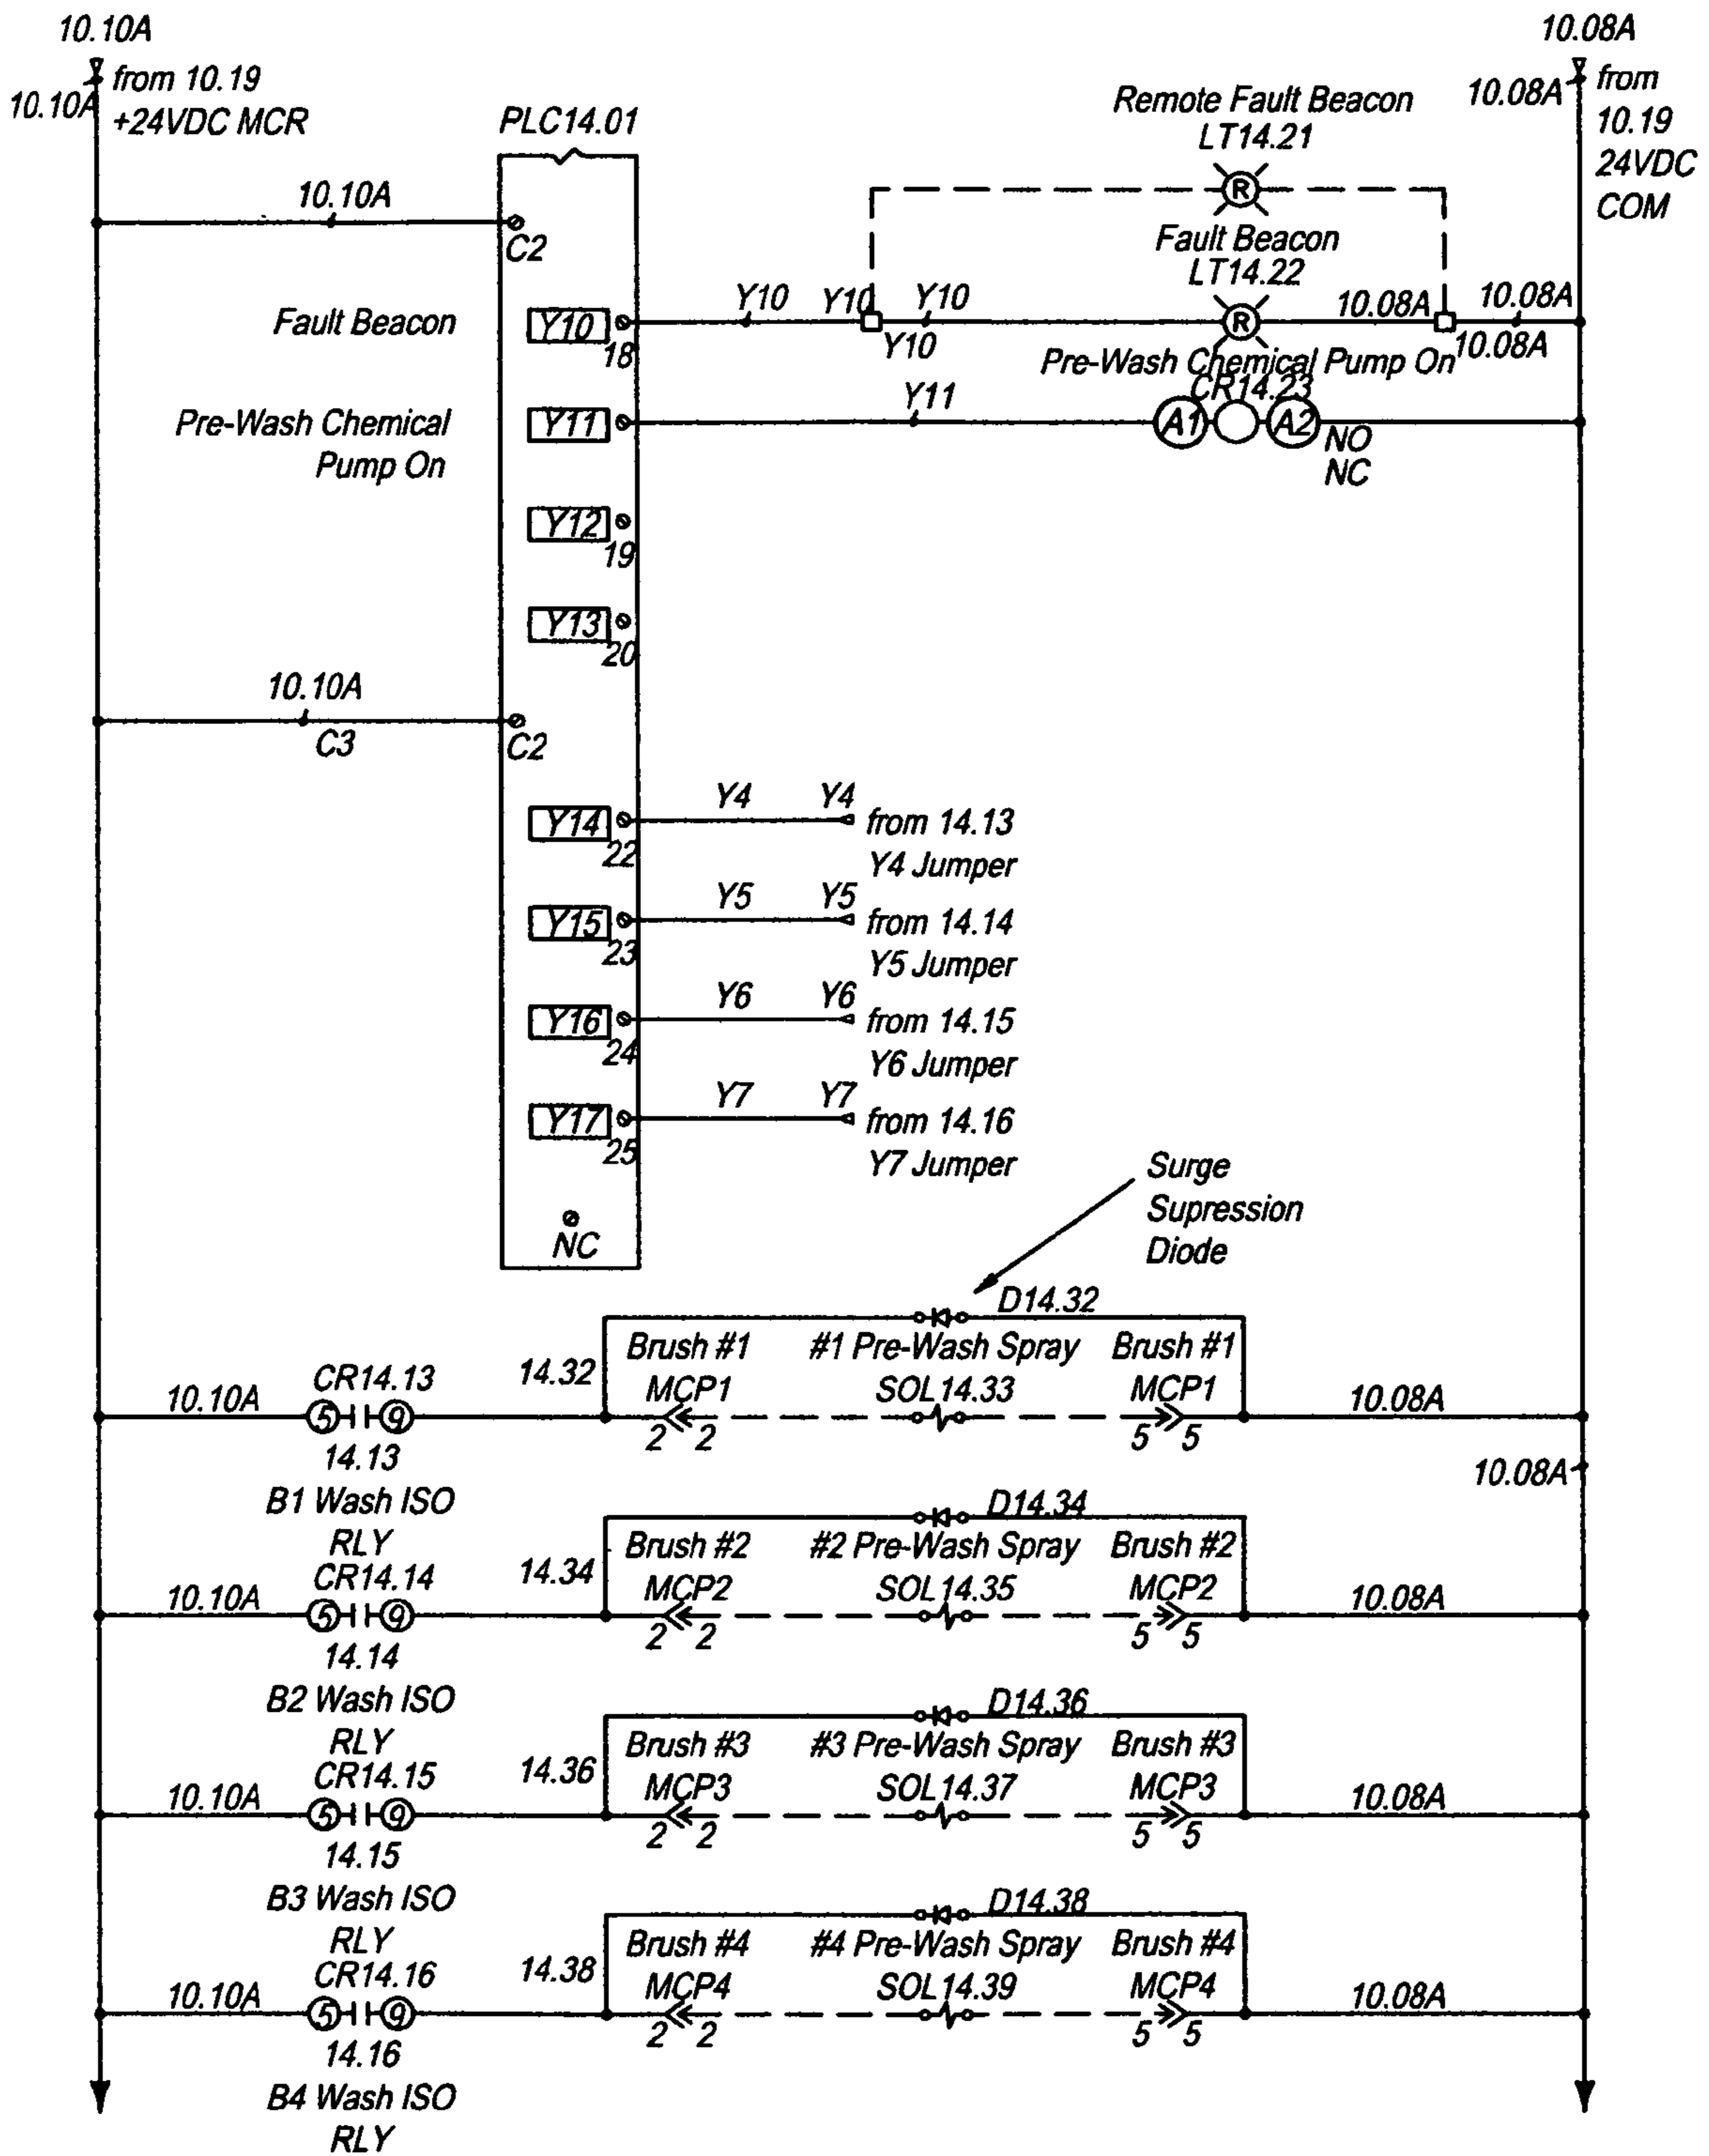 10.10A
10.10A
from 10.19
+24VDC MCR
PLC14.01
Remote Fault Beacon
LT14.21
R
10.08A
10.08A
from
10.19
24VDC
COM
10.10A
C2
Fault Beacon
LT14.22
Fault Beacon
Y10
18
Y10
Y10
Y10
Y10
R
10.08A
10.08A
10.08A
Pre-Wash Chemical Pump On
CR14.23
Pre-Wash Chemical
Pump On
Y11
Y11
A1
A2
NO
NC
Y12
19
Y13
20
10.10A
C3
C2
Y14
22
Y4
Y4
from 14.13
Y4 Jumper
Y15
23
Y5
Y5
from 14.14
Y5 Jumper
Y16
24
Y6
Y6
from 14.15
Y6 Jumper
Y17
25
Y7
Y7
from 14.16
Y7 Jumper
NC
Surge
Supression
Diode
D14.32
10.10A
CR14.13
5
9
14.13
B1 Wash ISO
RLY
14.32
Brush #1
MCP1
2
2
#1 Pre-Wash Spray
SOL14.33
Brush #1
MCP1
5
5
10.08A
10.08A
D14.34
10.10A
CR14.14
5
9
14.14
B2 Wash ISO
RLY
14.34
Brush #2
MCP2
2
2
#2 Pre-Wash Spray
SOL14.35
Brush #2
MCP2
5
5
10.08A
D14.36
10.10A
CR14.15
5
9
14.15
B3 Wash ISO
RLY
14.36
Brush #3
MCP3
2
2
#3 Pre-Wash Spray
SOL14.37
Brush #3
MCP3
5
5
10.08A
D14.38
10.10A
CR14.16
5
9
14.16
B4 Wash ISO
RLY
14.38
Brush #4
MCP4
2
2
#4 Pre-Wash Spray
SOL14.39
Brush #4
MCP4
5
5
10.08A